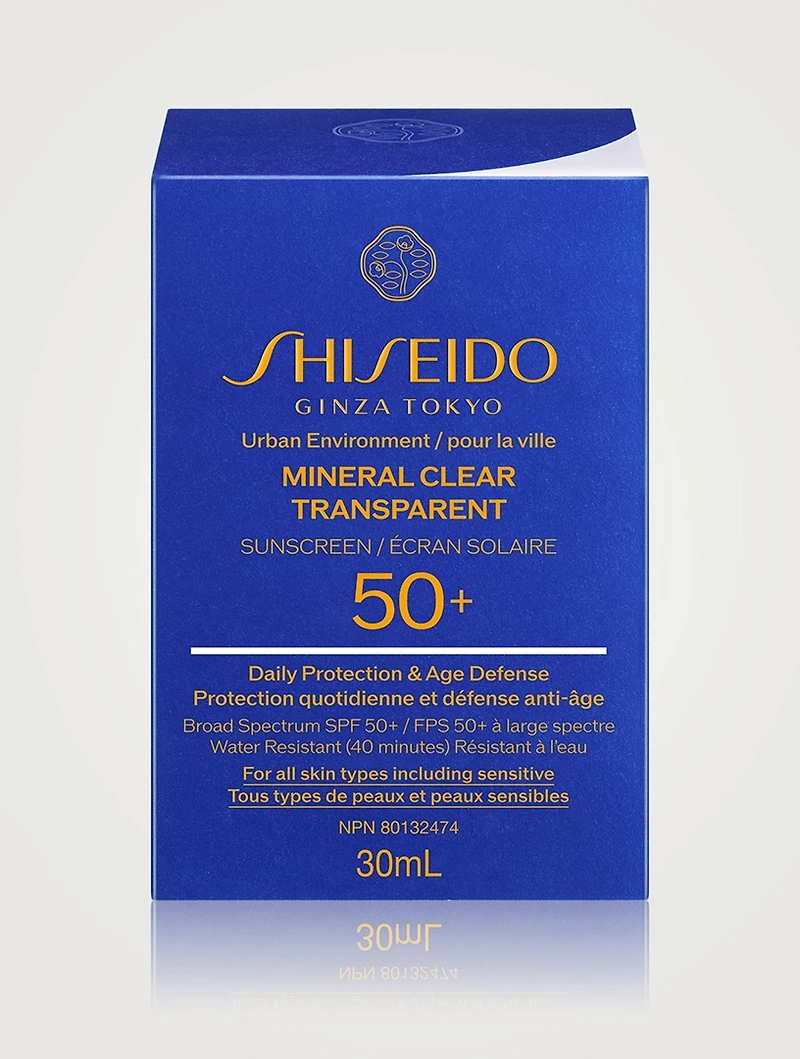 SHISEIDO
GINZA TOKYO
Urban Environment / pour la ville
MINERAL CLEAR
TRANSPARENT
SUNSCREEN / ÉCRAN SOLAIRE
50+
Daily Protection & Age Defense
Protection quotidienne et défense anti-âge
Broad Spectrum SPF 50+ / FPS 50+ à large spectre
Water Resistant (40 minutes) Résistant à l'eau
For all skin types including sensitive
Tous types de peaux et peaux sensibles
NPN 80132474
30mL